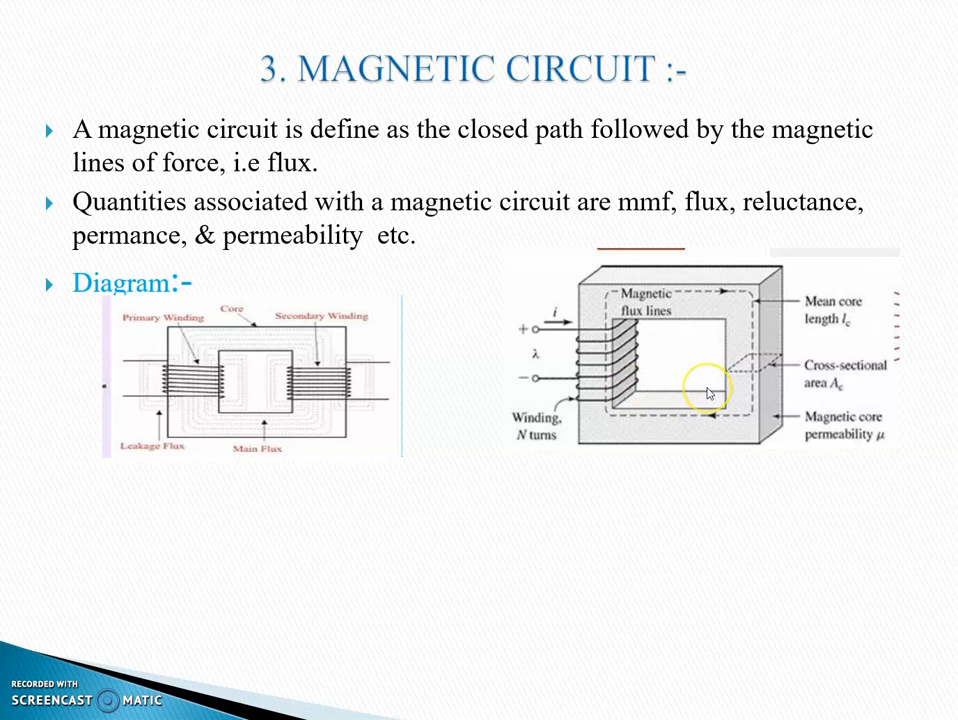 3. MAGNETIC CIRCUIT :-
A magnetic circuit is define as the closed path followed by the magnetic
lines of force, i.e flux.
Quantities associated with a magnetic circuit are mmf, flux, reluctance,
permance, & permeability etc.
Diagram:-
Primary Winding
Core
Secondary Winding
Leakage Flux
Main Flux
Magnetic
flux lines
i
+
λ
−
Winding,
N turns
Mean core
length lc
Cross-sectional
area Ac
Magnetic core
permeability μ
RECORDED WITH
SCREENCAST MATIC